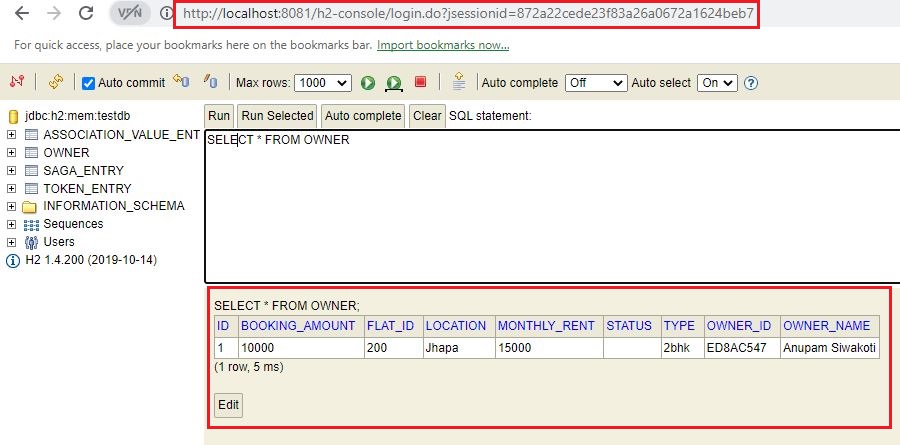 VPN http://localhost:8081/h2-console/login.do?jsessionid=872a22cede23f83a26a0672a1624beb7
For quick access, place your bookmarks here on the bookmarks bar. Import bookmarks now...
Auto commit Max rows: 1000 Auto complete Off Auto select On ?
jdbc:h2:mem:testdb
ASSOCIATION_VALUE_ENT
OWNER
SAGA_ENTRY
TOKEN_ENTRY
INFORMATION_SCHEMA
Sequences
Users
H2 1.4.200 (2019-10-14)
Run Run Selected Auto complete Clear SQL statement:
SELECT * FROM OWNER
SELECT * FROM OWNER;
ID BOOKING_AMOUNT FLAT_ID LOCATION MONTHLY_RENT STATUS TYPE OWNER_ID OWNER_NAME
1 10000 200 Jhapa 15000 2bhk ED8AC547 Anupam Siwakoti
(1 row, 5 ms)
Edit